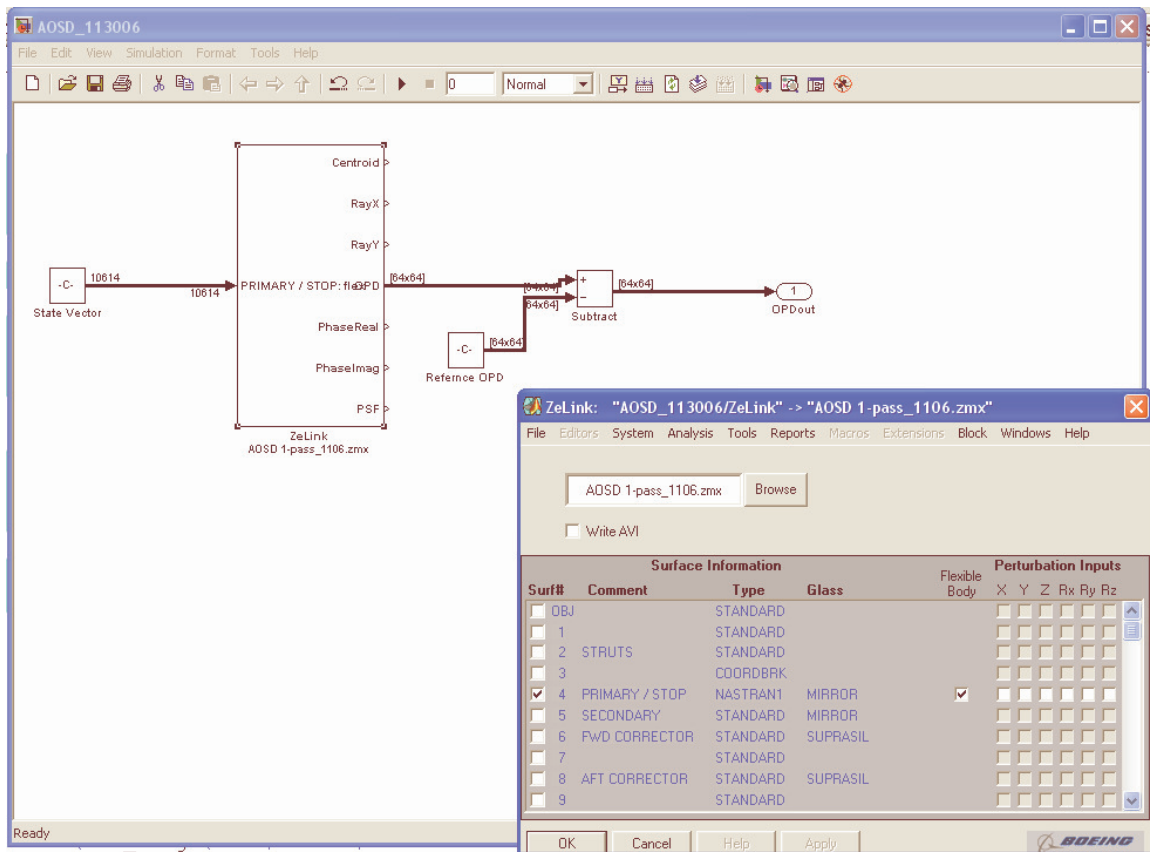 AOSD_113006
File Edit View Simulation Format Tools Help
0 Normal
Centroid
RayX
RayY
-C- 10614 10614 PRIMARY / STOP: flex OPD [64x64] [64x64] + [64x64] 1
State Vector
[64x64] −
Subtract
OPDout
PhaseReal
-C- [64x64]
PhaseImag
Refernce OPD
PSF
ZeLink
AOSD 1-pass_1106.zmx
ZeLink: "AOSD_113006/ZeLink" -> "AOSD 1-pass_1106.zmx"
File Editors System Analysis Tools Reports Macros Extensions Block Windows Help
AOSD 1-pass_1106.zmx Browse
Write AVI
Surface Information Perturbation Inputs
Surf# Comment Type Glass Flexible Body X Y Z Rx Ry Rz
OBJ STANDARD
1 STANDARD
2 STRUTS STANDARD
3 COORDBRK
4 PRIMARY / STOP NASTRAN1 MIRROR
5 SECONDARY STANDARD MIRROR
6 FWD CORRECTOR STANDARD SUPRASIL
7 STANDARD
8 AFT CORRECTOR STANDARD SUPRASIL
9 STANDARD
Ready
OK Cancel Help Apply BOEING